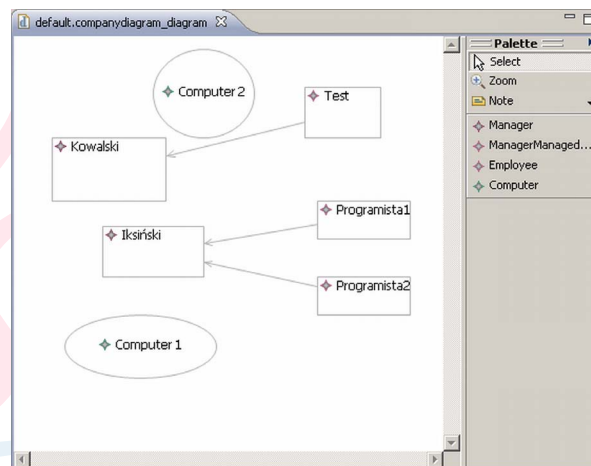 default.companydiagram_diagram
Computer 2
Test
Kowalski
Programista1
Iksiński
Programista2
Computer 1
Palette
Select
Zoom
Note
Manager
ManagerManaged...
Employee
Computer